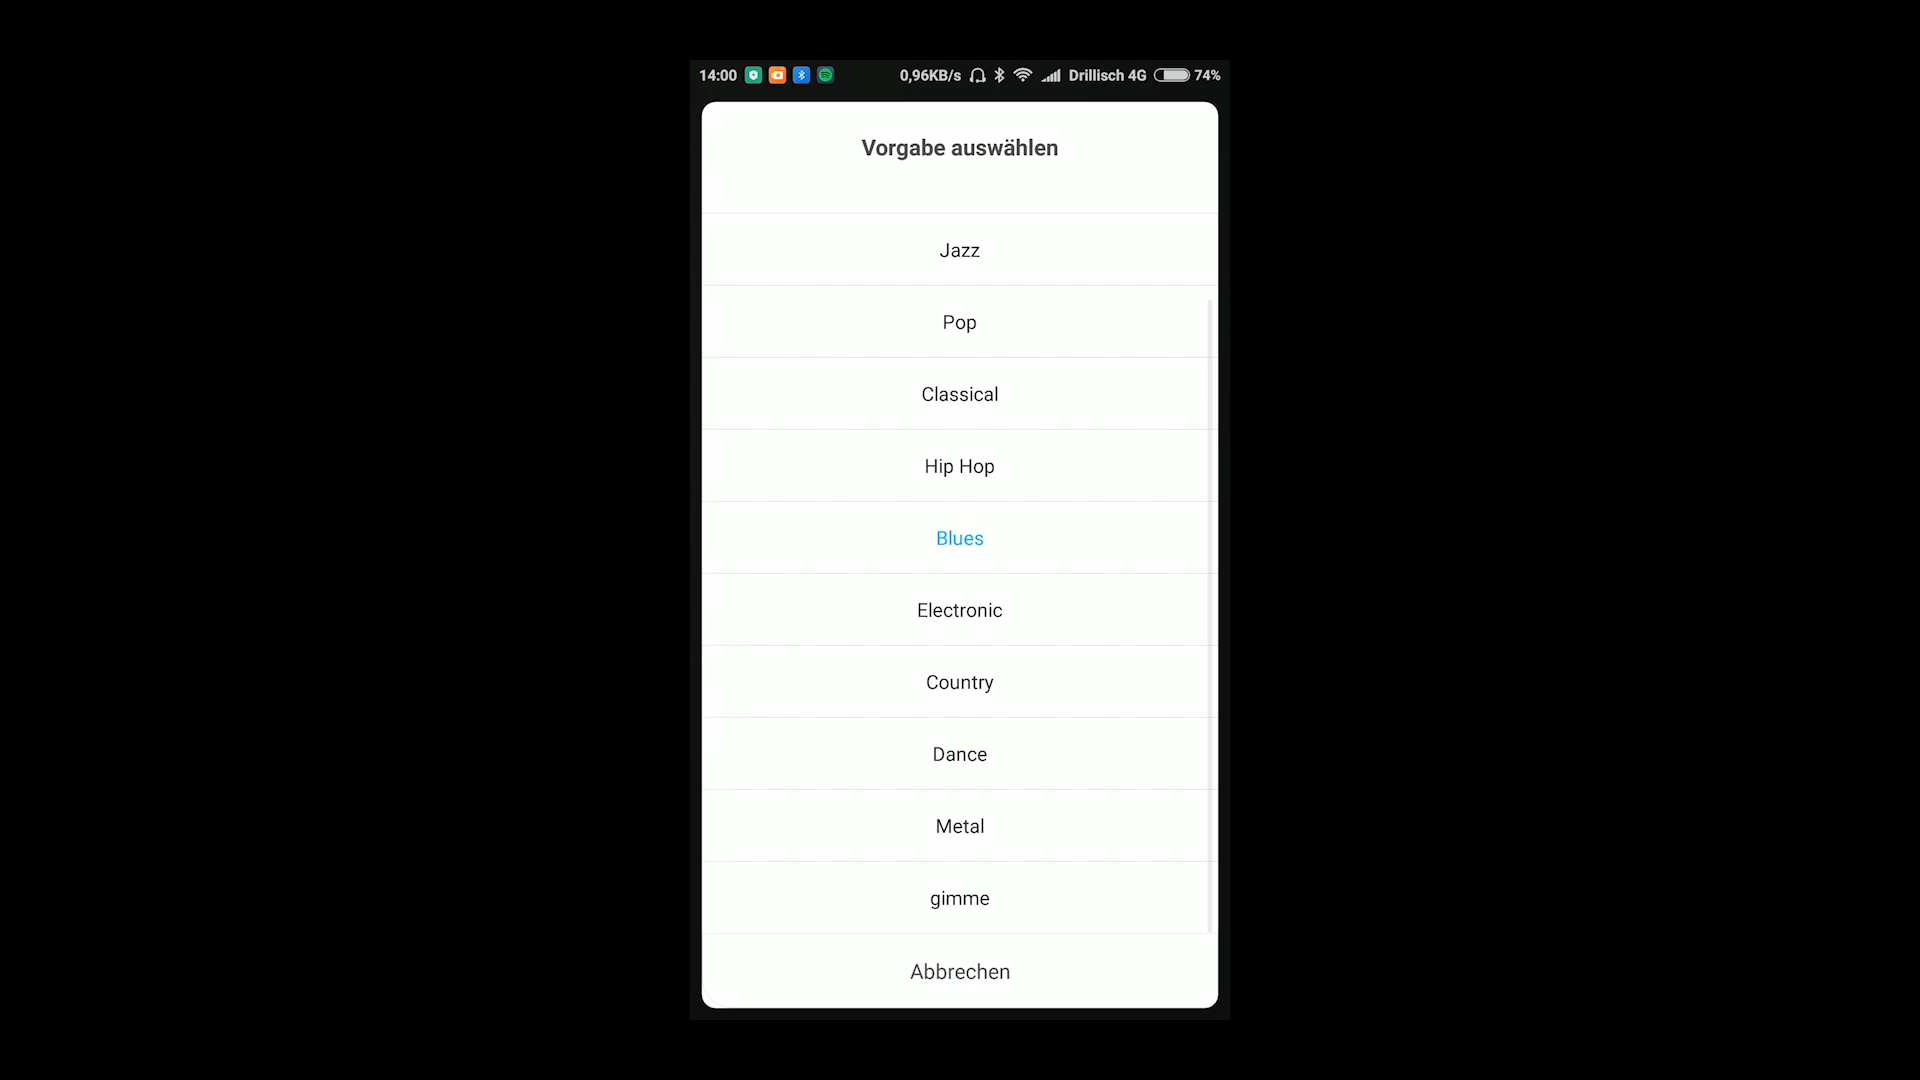 14:00 0,96KB/s Drillisch 4G 74%
Vorgabe auswählen
Jazz
Pop
Classical
Hip Hop
Blues
Electronic
Country
Dance
Metal
gimme
Abbrechen